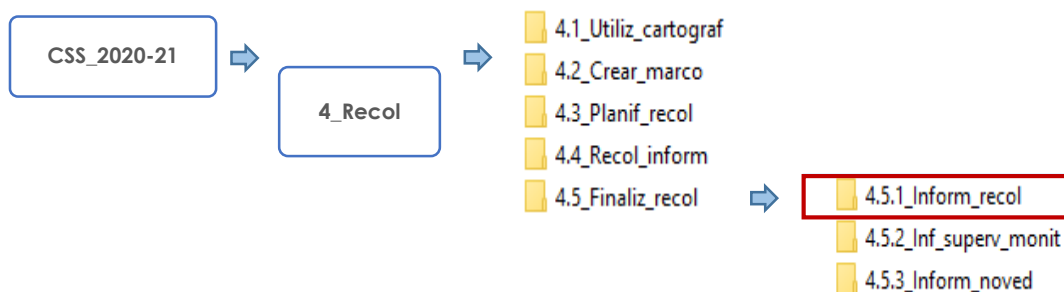 CSS_2020-21
4_Recol
4.1_Utiliz_cartograf
4.2_Crear_marco
4.3_Planif_recol
4.4_Recol_inform
4.5_Finaliz_recol
4.5.1_Inform_recol
4.5.2_Inf_superv_monit
4.5.3_Inform_noved